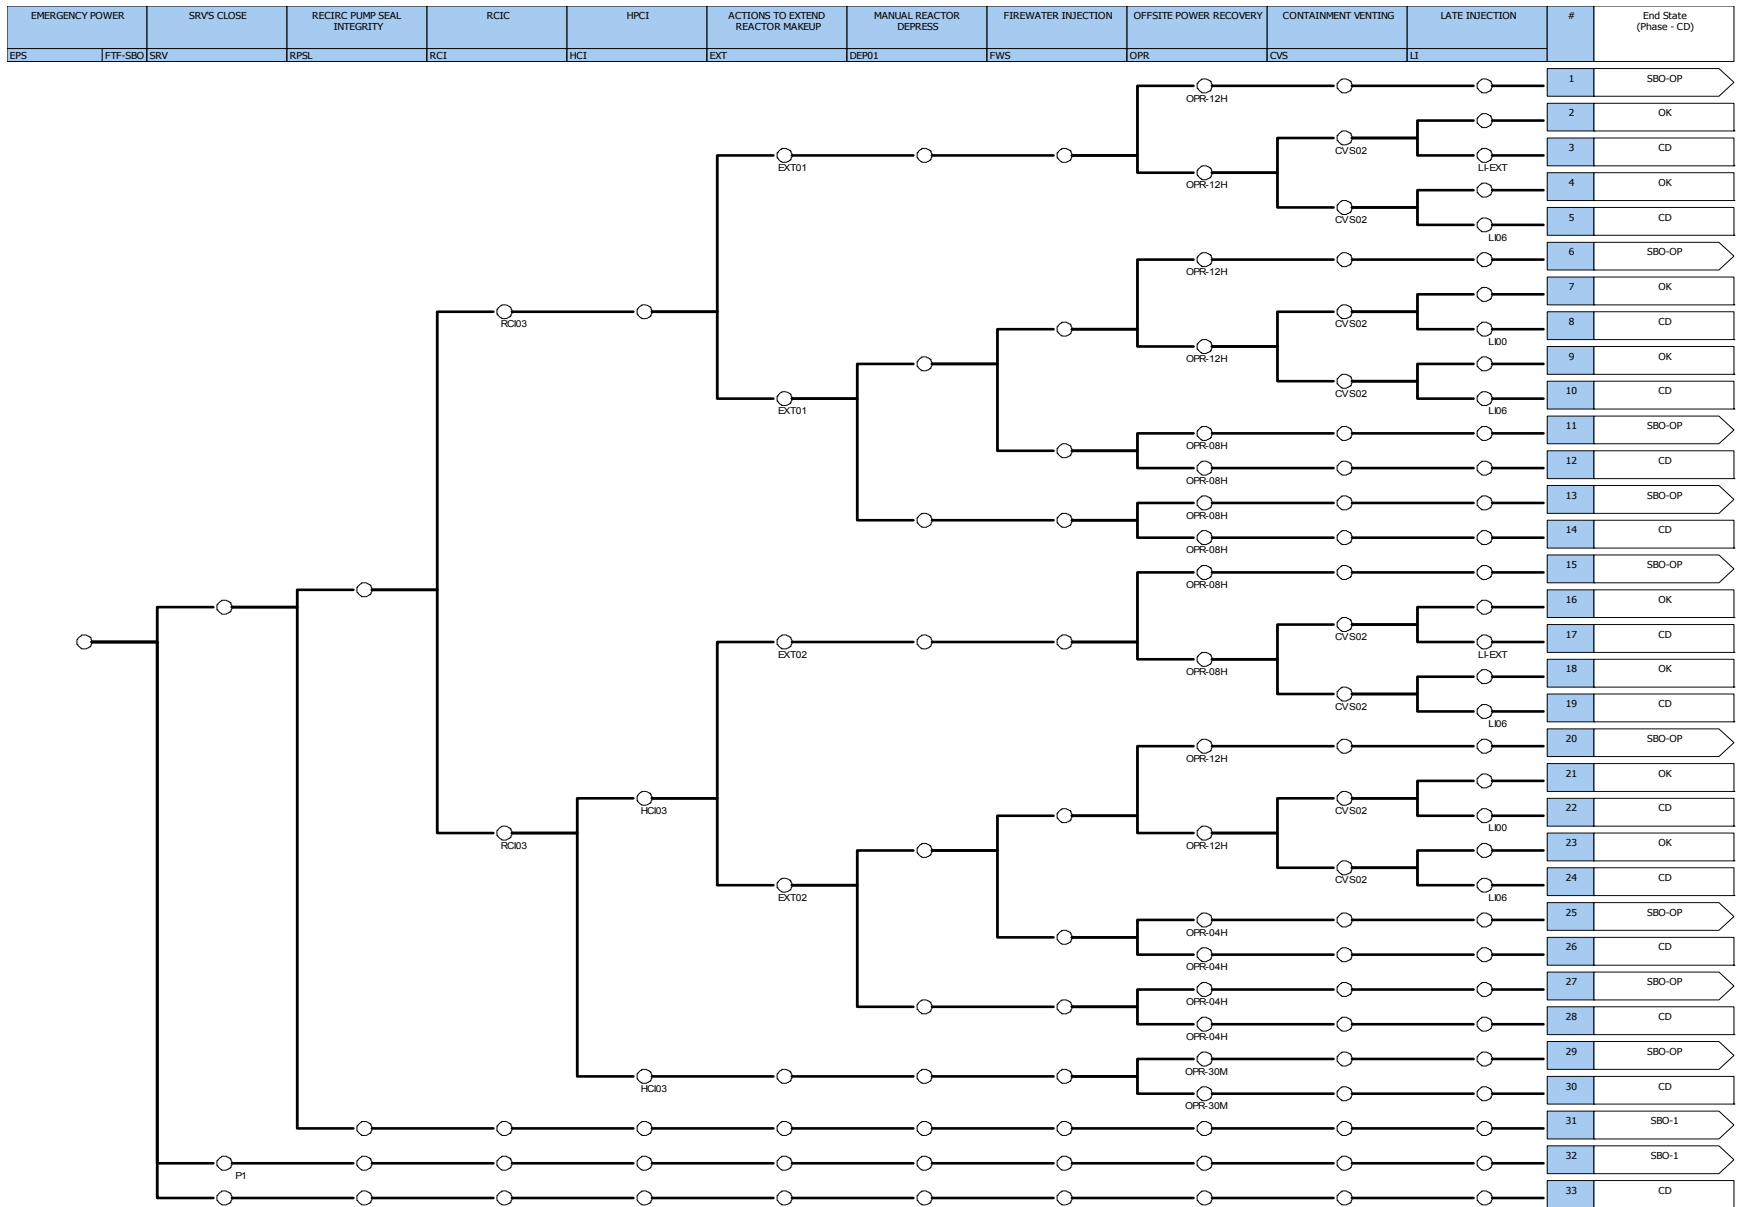 EMERGENCY POWER
SRV'S CLOSE
RECIRC PUMP SEAL
INTEGRITY
RCIC
HPCI
ACTIONS TO EXTEND
REACTOR MAKEUP
MANUAL REACTOR
DEPRESS
FIREWATER INJECTION
OFFSITE POWER RECOVERY
CONTAINMENT VENTING
LATE INJECTION
#
End State
(Phase - CD)
EPS
FTF-SBO
SRV
RPSL
RCI
HCI
EXT
DEP01
FWS
OPR
CVS
LI
1 SBO-OP
OPR-12H
2 OK
CVS02
3 CD
EXT01
LI-EXT
4 OK
OPR-12H
5 CD
CVS02
LI06
6 SBO-OP
OPR-12H
7 OK
RCI03
CVS02
8 CD
LI00
9 OK
OPR-12H
10 CD
CVS02
EXT01
LI06
11 SBO-OP
OPR-08H
12 CD
OPR-08H
13 SBO-OP
OPR-08H
14 CD
OPR-08H
15 SBO-OP
OPR-08H
16 OK
CVS02
17 CD
EXT02
LI-EXT
18 OK
OPR-08H
19 CD
CVS02
LI06
20 SBO-OP
OPR-12H
21 OK
HCI03
CVS02
22 CD
LI00
23 OK
RCI03
OPR-12H
24 CD
CVS02
EXT02
LI06
25 SBO-OP
OPR-04H
26 CD
OPR-04H
27 SBO-OP
OPR-04H
28 CD
OPR-04H
29 SBO-OP
OPR-30M
30 CD
HCI03
OPR-30M
31 SBO-1
32 SBO-1
P1
33 CD